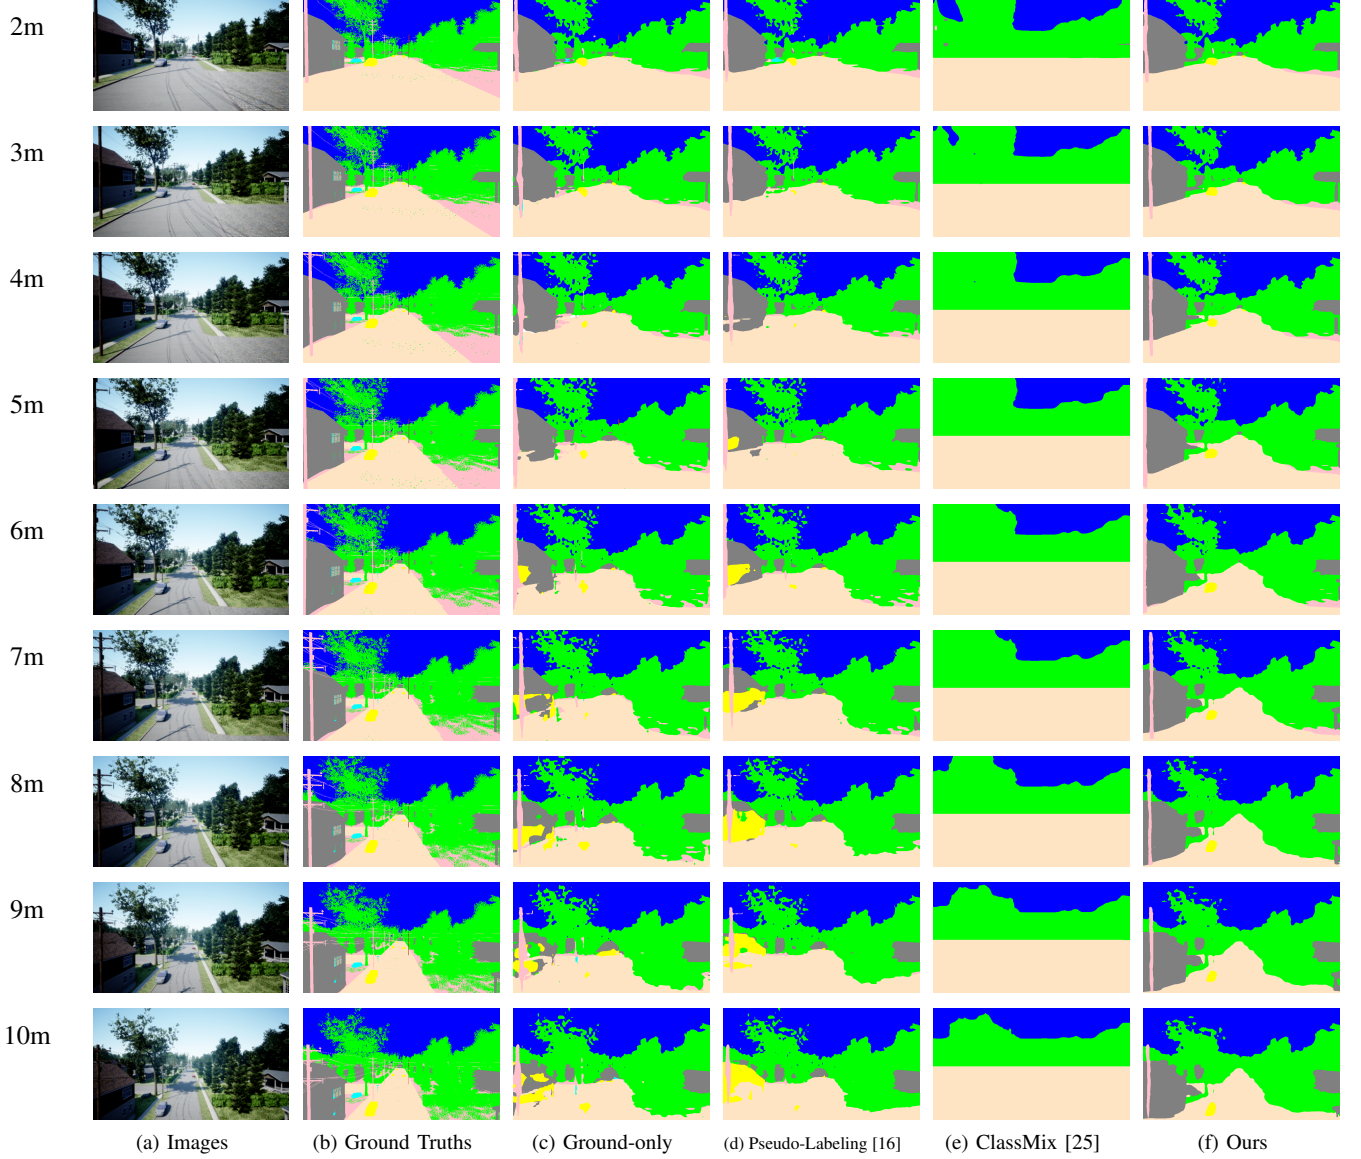 2m
3m
4m
5m
6m
7m
8m
9m
10m
(a) Images (b) Ground Truths (c) Ground-only (d) Pseudo-Labeling [16] (e) ClassMix [25] (f) Ours